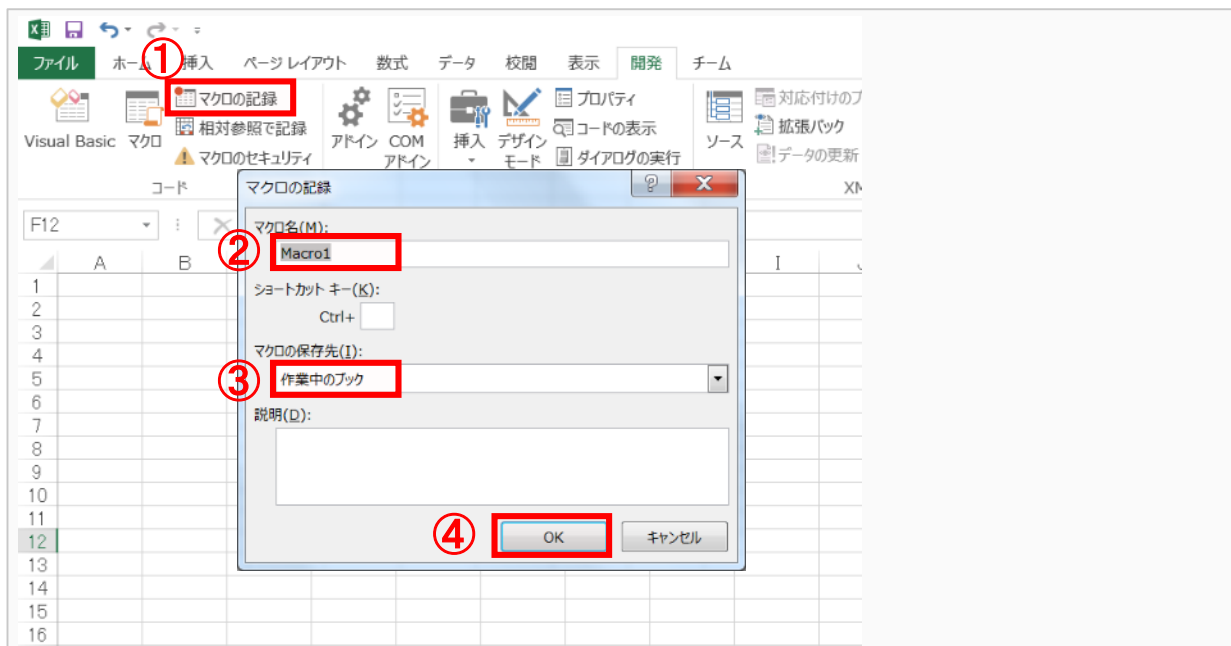 ①
ファイル ホーム 挿入 ページ レイアウト 数式 データ 校閲 表示 開発 チーム
Visual Basic
マクロ
マクロの記録
相対参照で記録
マクロのセキュリティ
コード
アドイン
COM
アドイン
挿入
デザイン
モード
プロパティ
コードの表示
ダイアログの実行
ソース
対応付けのプ
拡張パック
データの更新
XM
F12
A B I
1
2
3
4
5
6
7
8
9
10
11
12
13
14
15
16
マクロの記録
マクロ名(M):
② Macro1
ショートカット キー(K):
Ctrl+
マクロの保存先(I):
③ 作業中のブック
説明(D):
④ OK キャンセル